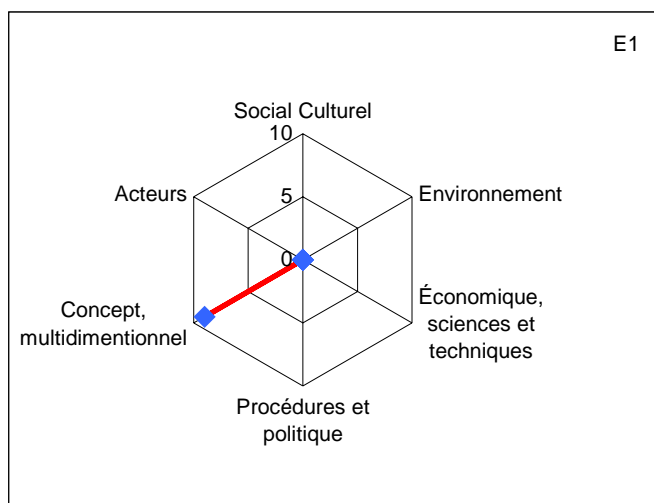 E1
Social Culturel
10
Acteurs
5
Environnement
0
Concept,
multidimentionnel
Économique,
sciences et
techniques
Procédures et
politique